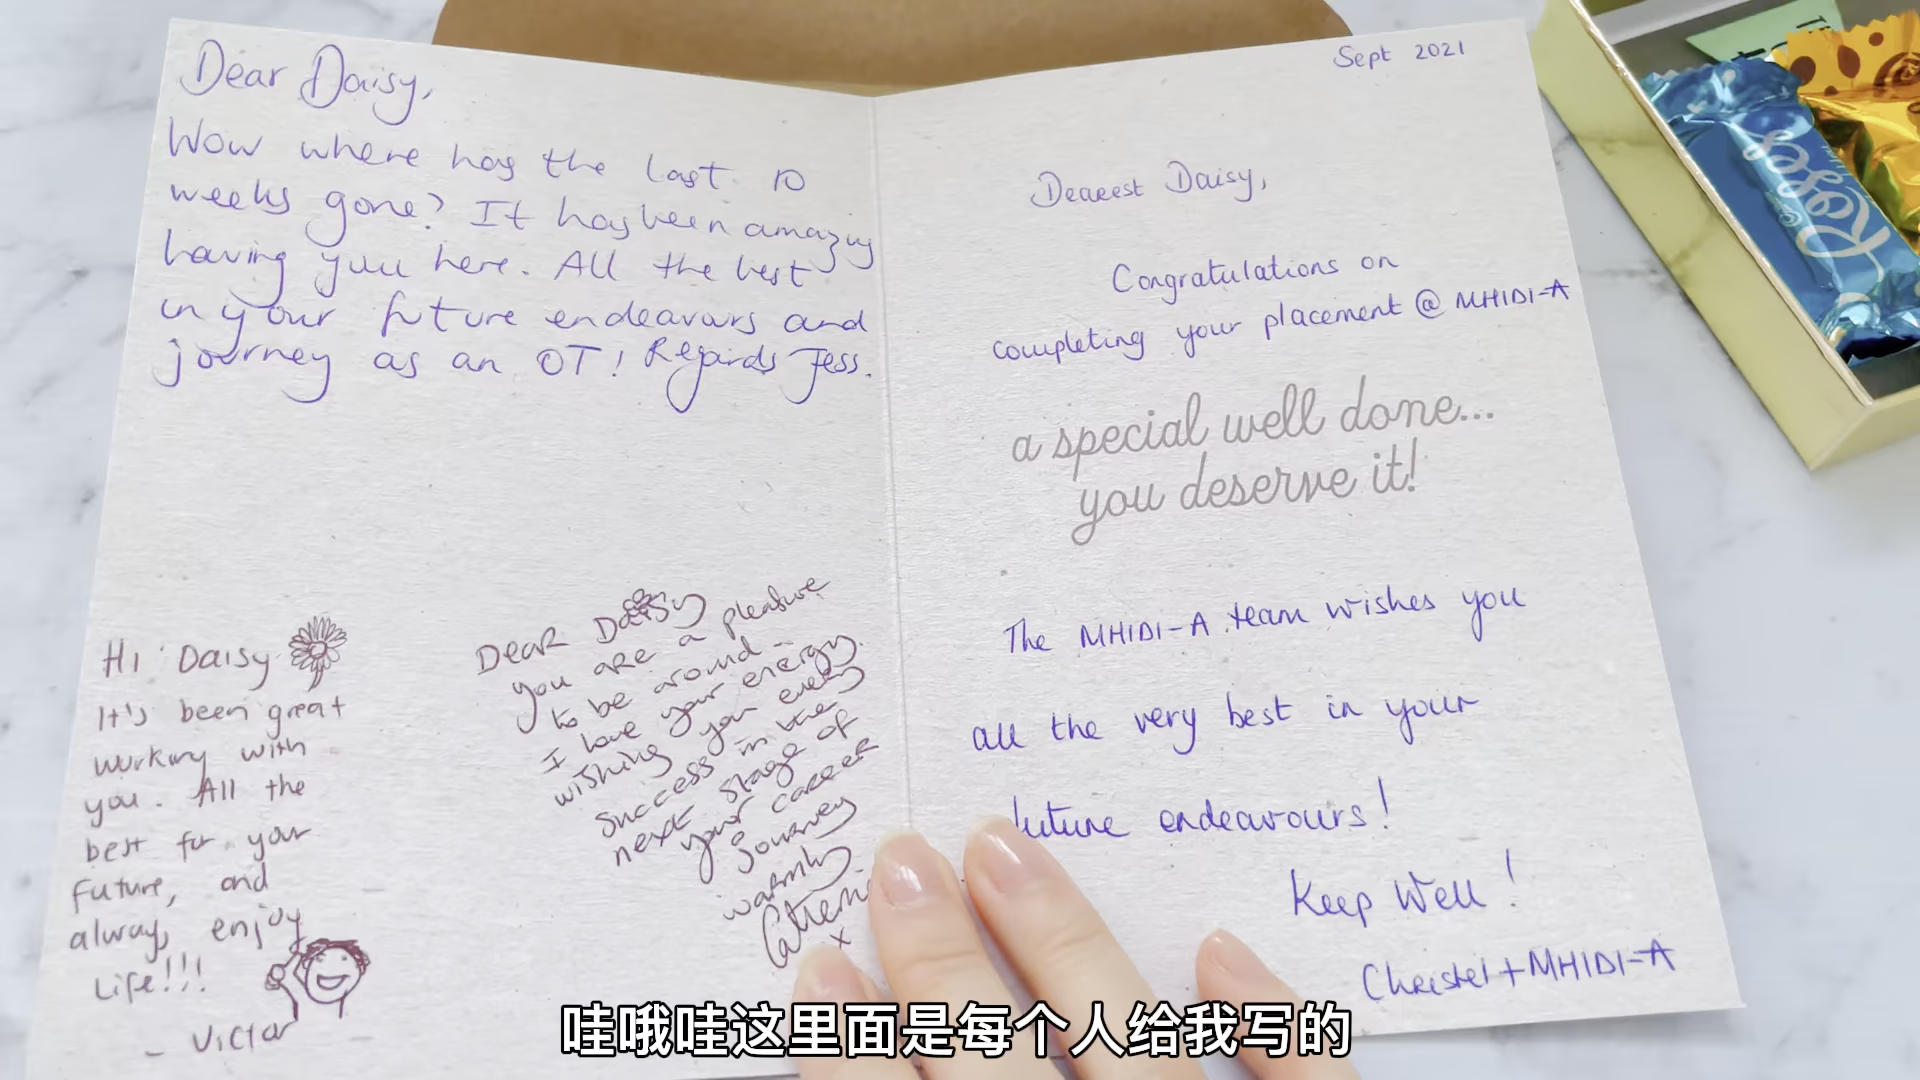 Dear Daisy,
Wow where has the last 10
weeks gone? It has been amazing
having you here. All the best
in your future endeavours and
journey as an OT! Regards Jess.
Hi Daisy
It's been great
working with
you. All the
best for your
future, and
always enjoy
Life!!!
- Victor
Dear Daisy
you are a pleasure
to be around -
I love your energy.
wishing you every
success in the
next stage of
your career
journey
warmly
x
Sept 2021
Dearest Daisy,
Congratulations on
completing your placement @ MHIDI-A
a special well done...
you deserve it!
The MHIDI-A team wishes you
all the very best in your
future endeavours!
Keep Well!
Christel + MHIDI-A
Roses
哇哦哇这里面是每个人给我写的